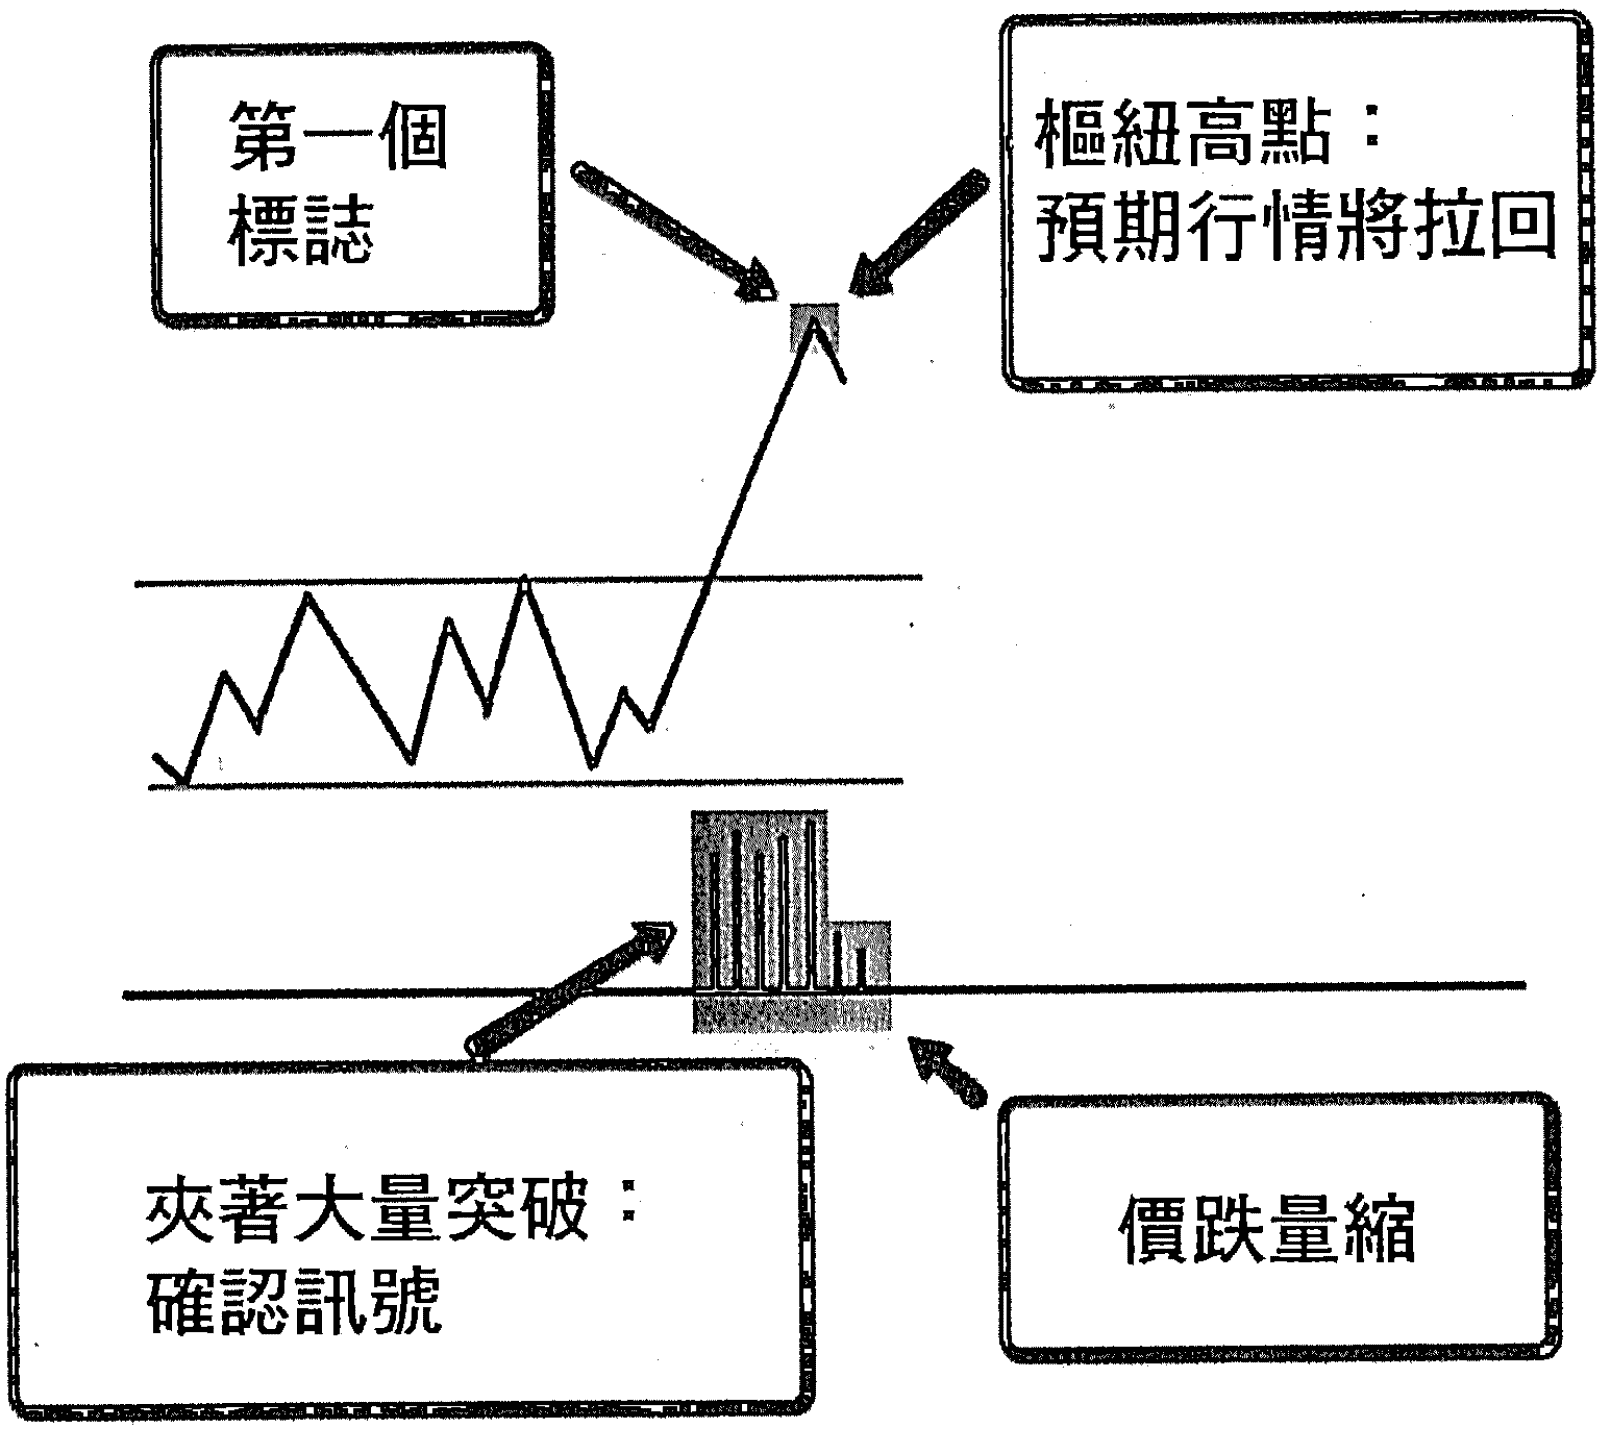 第一個
標誌
樞紐高點：
預期行情將拉回
夾著大量突破：
確認訊號
價跌量縮